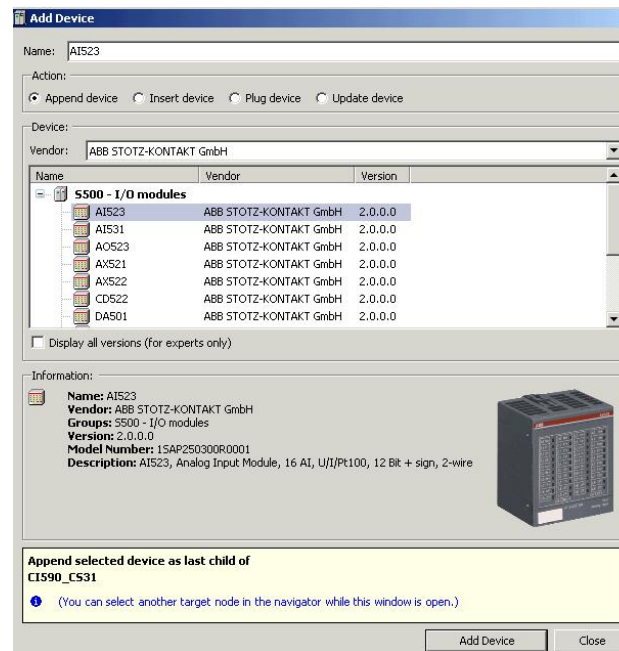 Add Device
Name: AI523
Action:
Append device Insert device Plug device Update device
Device:
Vendor: ABB STOTZ-KONTAKT GmbH
Name Vendor Version
S500 - I/O modules
AI523 ABB STOTZ-KONTAKT GmbH 2.0.0.0
AI531 ABB STOTZ-KONTAKT GmbH 2.0.0.0
AO523 ABB STOTZ-KONTAKT GmbH 2.0.0.0
AX521 ABB STOTZ-KONTAKT GmbH 2.0.0.0
AX522 ABB STOTZ-KONTAKT GmbH 2.0.0.0
CD522 ABB STOTZ-KONTAKT GmbH 2.0.0.0
DA501 ABB STOTZ-KONTAKT GmbH 2.0.0.0
Display all versions (for experts only)
Information:
Name: AI523
Vendor: ABB STOTZ-KONTAKT GmbH
Groups: S500 - I/O modules
Version: 2.0.0.0
Model Number: 1SAP250300R0001
Description: AI523, Analog Input Module, 16 AI, U/I/Pt100, 12 Bit + sign, 2-wire
Append selected device as last child of
CI590_CS31
(You can select another target node in the navigator while this window is open.)
Add Device Close